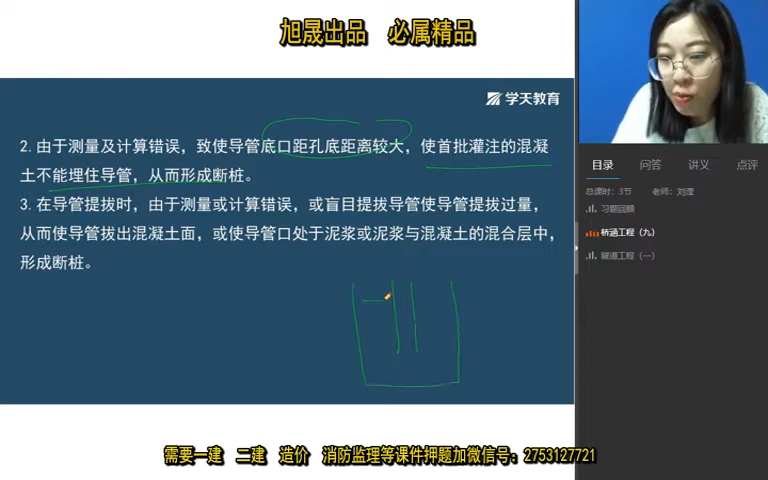 旭晟出品 必属精品
学天教育
2.由于测量及计算错误，致使导管底口距孔底距离较大，使首批灌注的混凝
土不能埋住导管，从而形成断桩。
3.在导管提拔时，由于测量或计算错误，或盲目提拔导管使导管提拔过量，
从而使导管拔出混凝土面，或使导管口处于泥浆或泥浆与混凝土的混合层中，
形成断桩。
目录 问答 讲义 点评
总课时：3节 老师：刘滢
习题回顾
桥涵工程（九）
隧道工程（一）
需要一建 二建 造价 消防监理等课件押题加微信号：2753127721